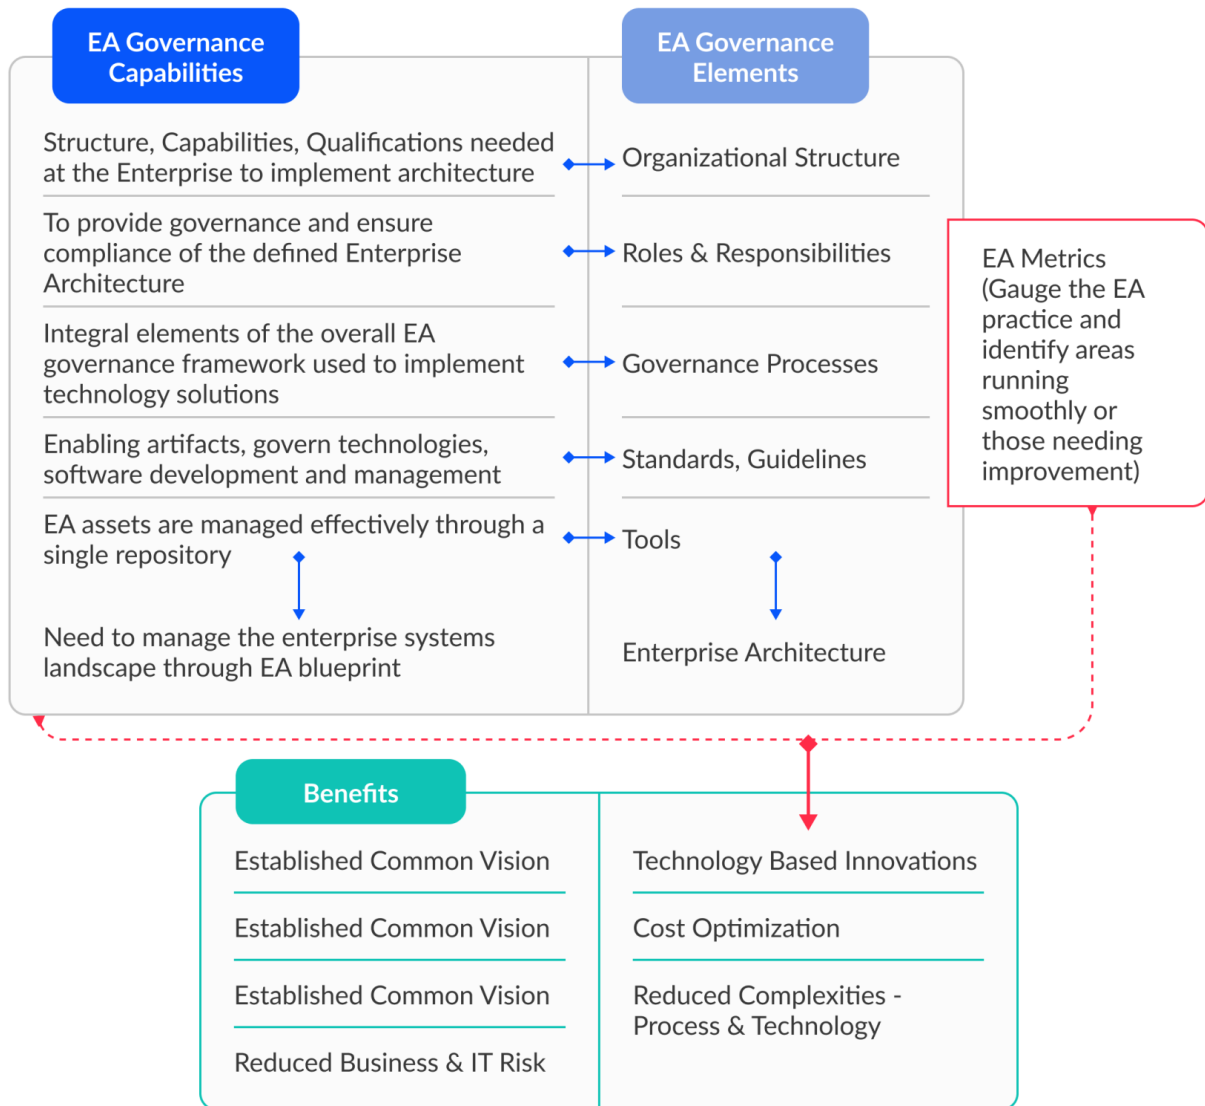 EA Governance
Capabilities
EA Governance
Elements
Structure, Capabilities, Qualifications needed
at the Enterprise to implement architecture
Organizational Structure
To provide governance and ensure
compliance of the defined Enterprise
Architecture
Roles & Responsibilities
Integral elements of the overall EA
governance framework used to implement
technology solutions
Governance Processes
Enabling artifacts, govern technologies,
software development and management
Standards, Guidelines
EA assets are managed effectively through a
single repository
Tools
Need to manage the enterprise systems
landscape through EA blueprint
Enterprise Architecture
EA Metrics
(Gauge the EA
practice and
identify areas
running
smoothly or
those needing
improvement)
Benefits
Established Common Vision
Established Common Vision
Established Common Vision
Reduced Business & IT Risk
Technology Based Innovations
Cost Optimization
Reduced Complexities -
Process & Technology